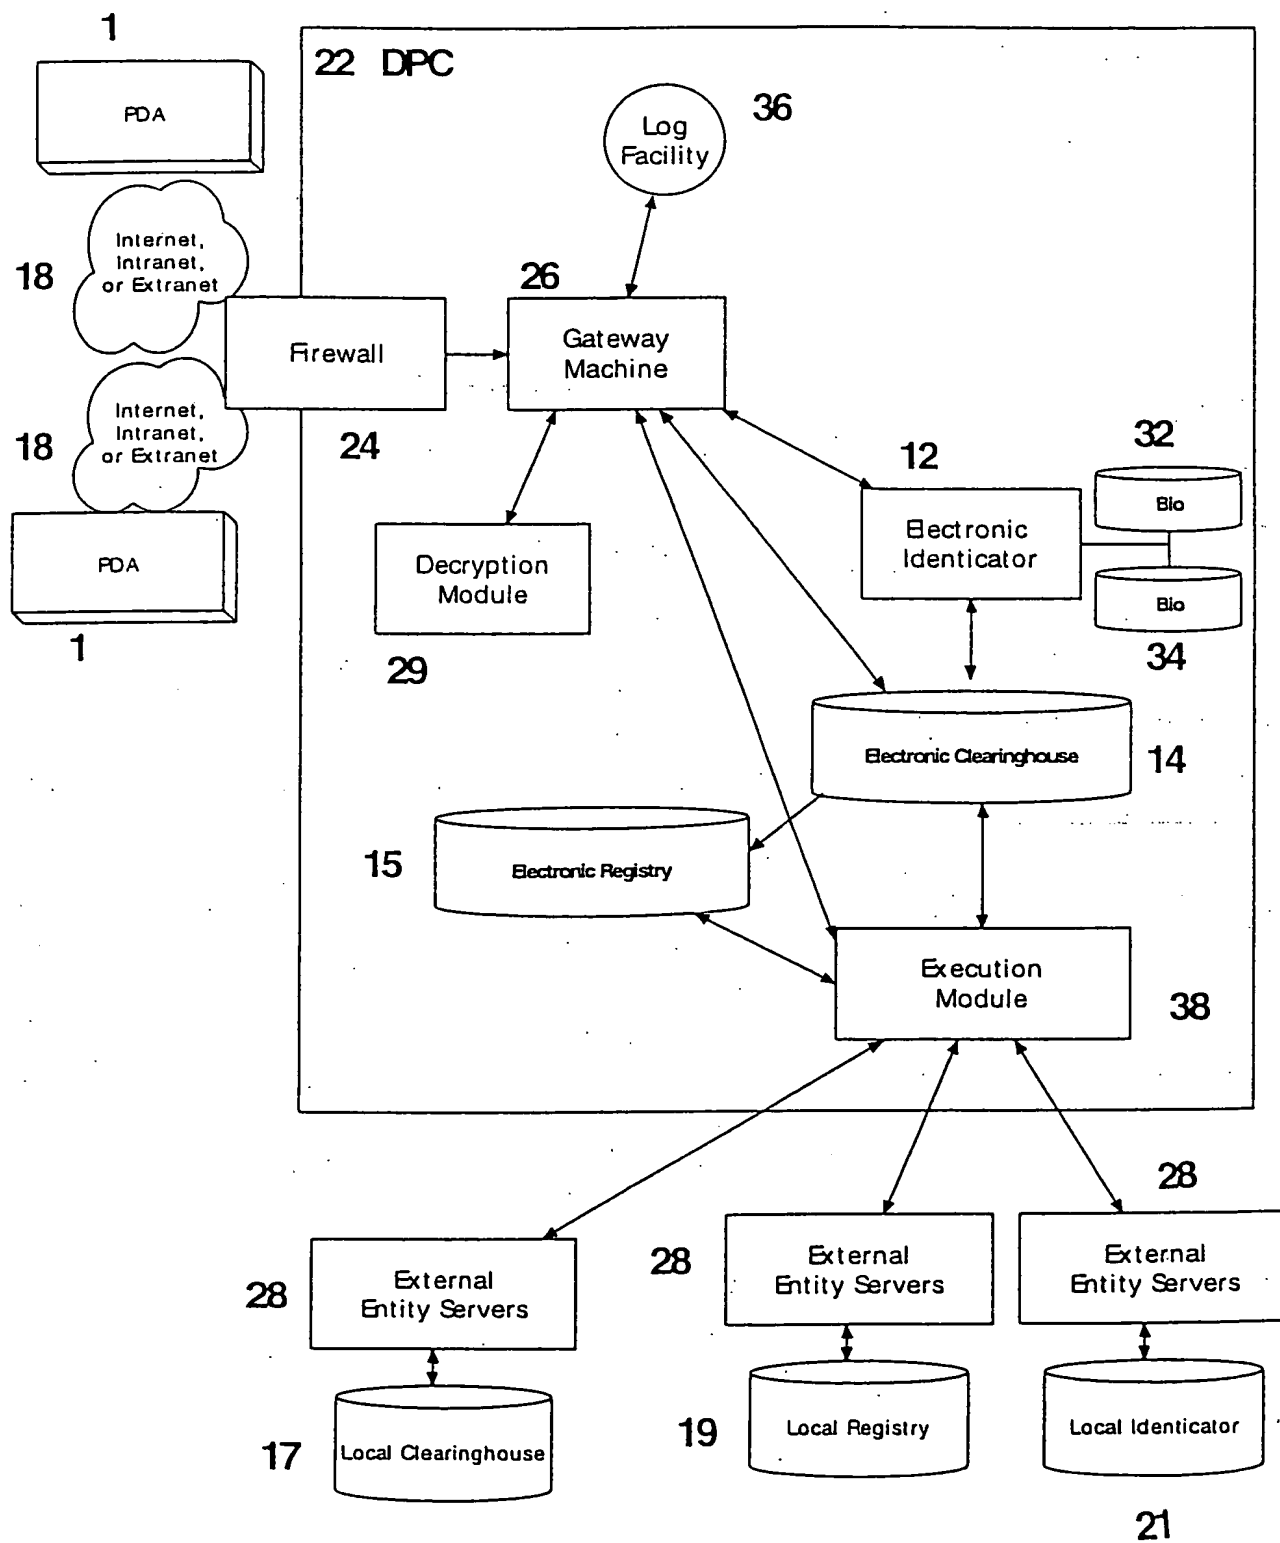 1
22 DPC
PDA
36
Log
Facility
Internet,
Intranet,
or Extranet
18
26
Firewall
Gateway
Machine
Internet,
Intranet,
or Extranet
18
24
12
32
Bio
Electronic
Identicator
PDA
Decryption
Module
Bio
1
29
34
Electronic Clearinghouse
14
15
Electronic Registry
Execution
Module
38
28
28
External
Entity Servers
External
Entity Servers
28
External
Entity Servers
19
Local Registry
Local Identicator
17
Local Clearinghouse
21